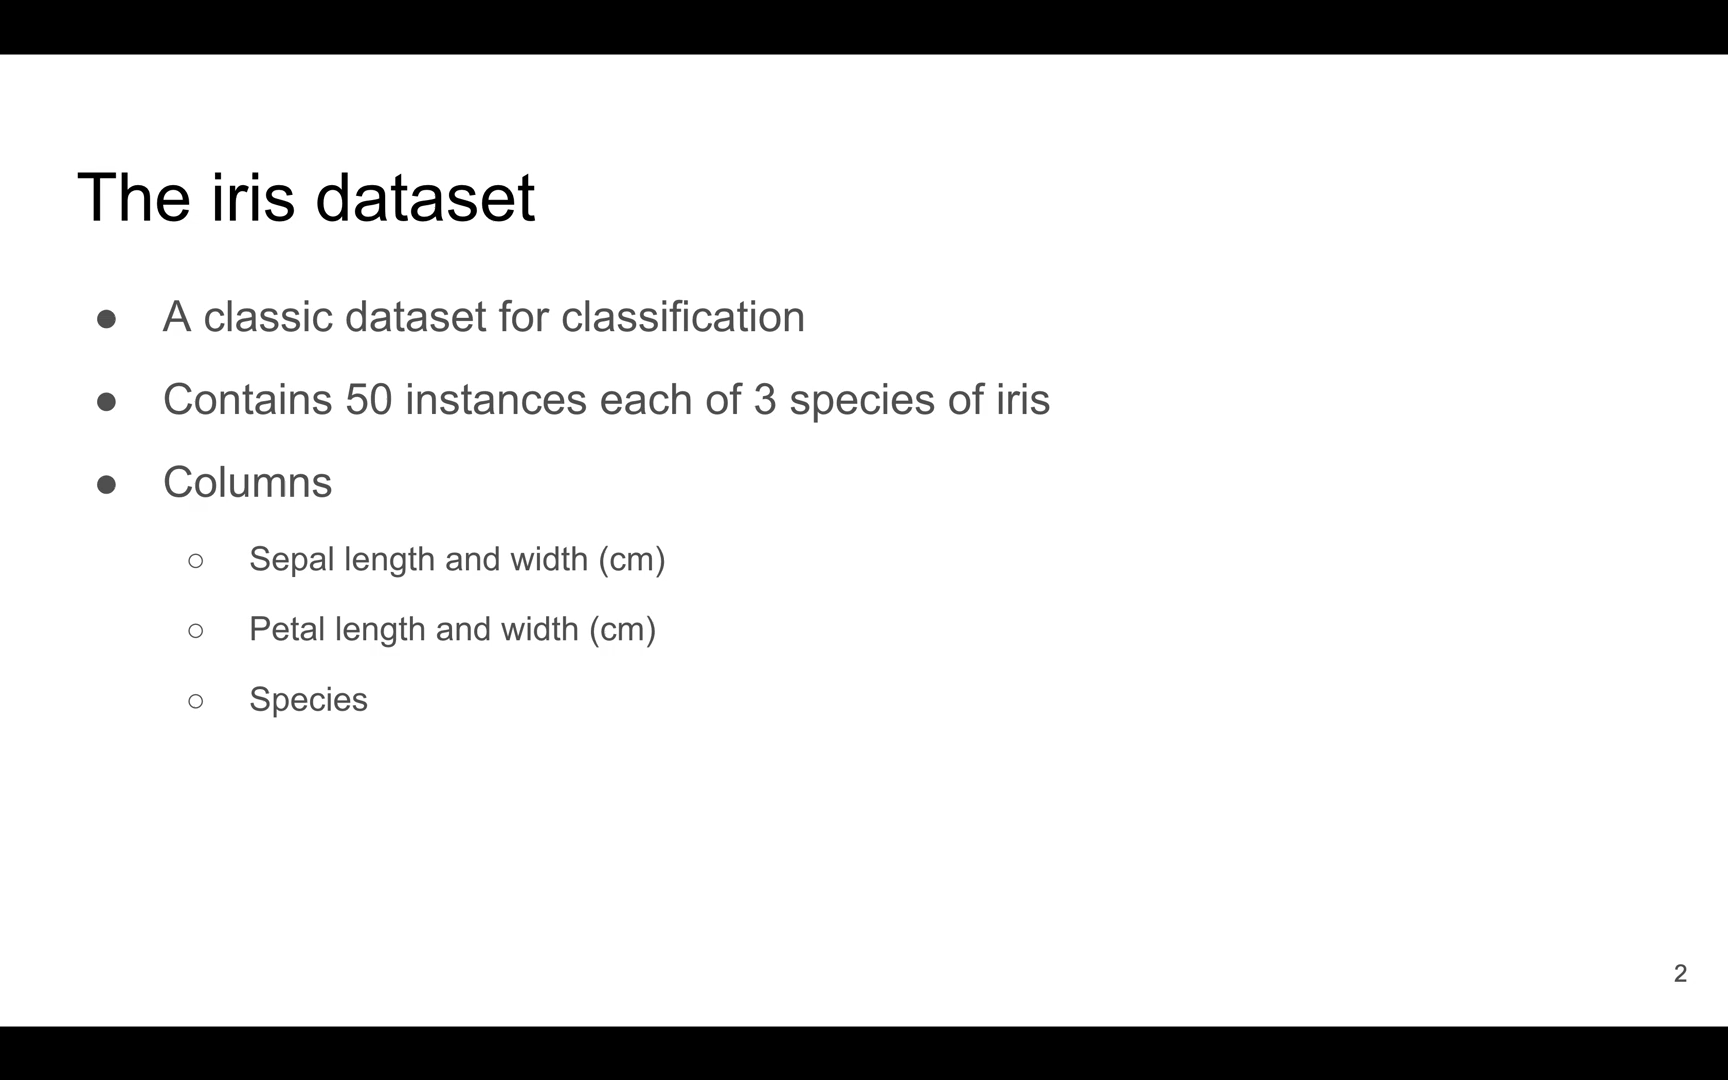 The iris dataset
● A classic dataset for classification
● Contains 50 instances each of 3 species of iris
● Columns
○ Sepal length and width (cm)
○ Petal length and width (cm)
○ Species
2